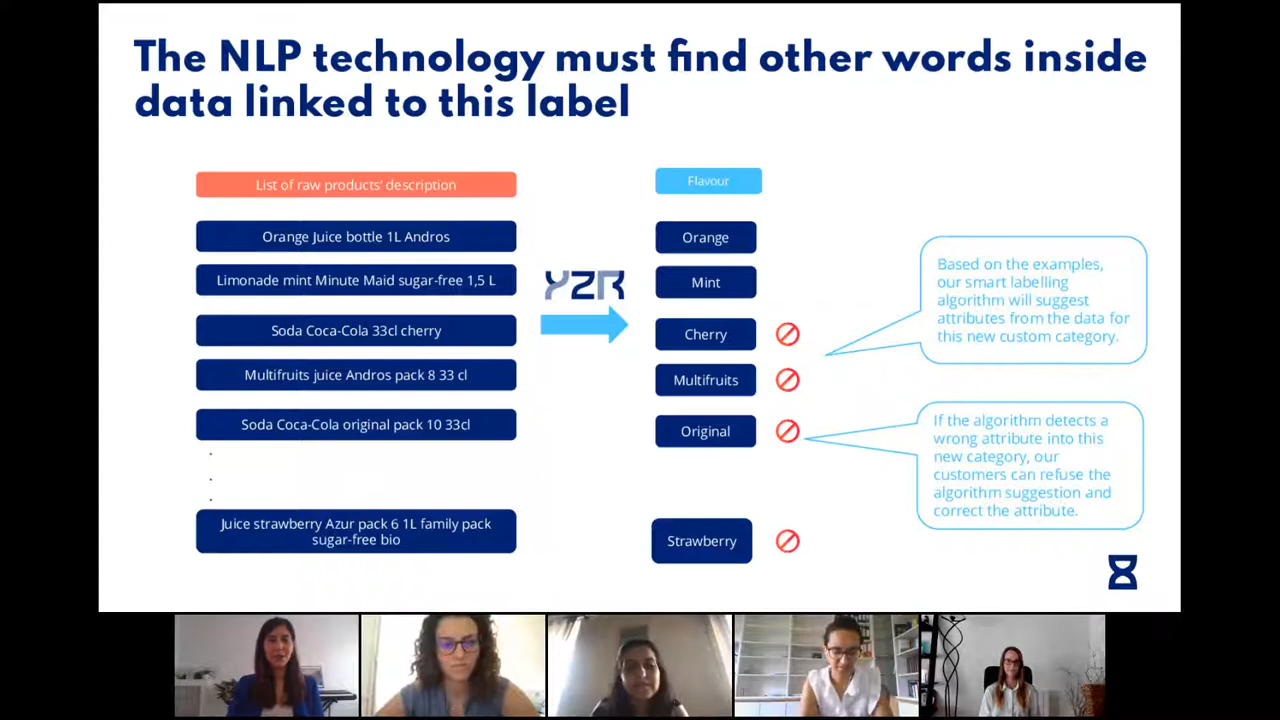 The NLP technology must find other words inside
data linked to this label
List of raw products' description
Flavour
Orange Juice bottle 1L Andros
Orange
Limonade mint Minute Maid sugar-free 1,5 L
Mint
YZR
Soda Coca-Cola 33cl cherry
Cherry
Multifruits juice Andros pack 8 33 cl
Multifruits
Soda Coca-Cola original pack 10 33cl
Original
Juice strawberry Azur pack 6 1L family pack
sugar-free bio
Strawberry
Based on the examples,
our smart labelling
algorithm will suggest
attributes from the data for
this new custom category.
If the algorithm detects a
wrong attribute into this
new category, our
customers can refuse the
algorithm suggestion and
correct the attribute.